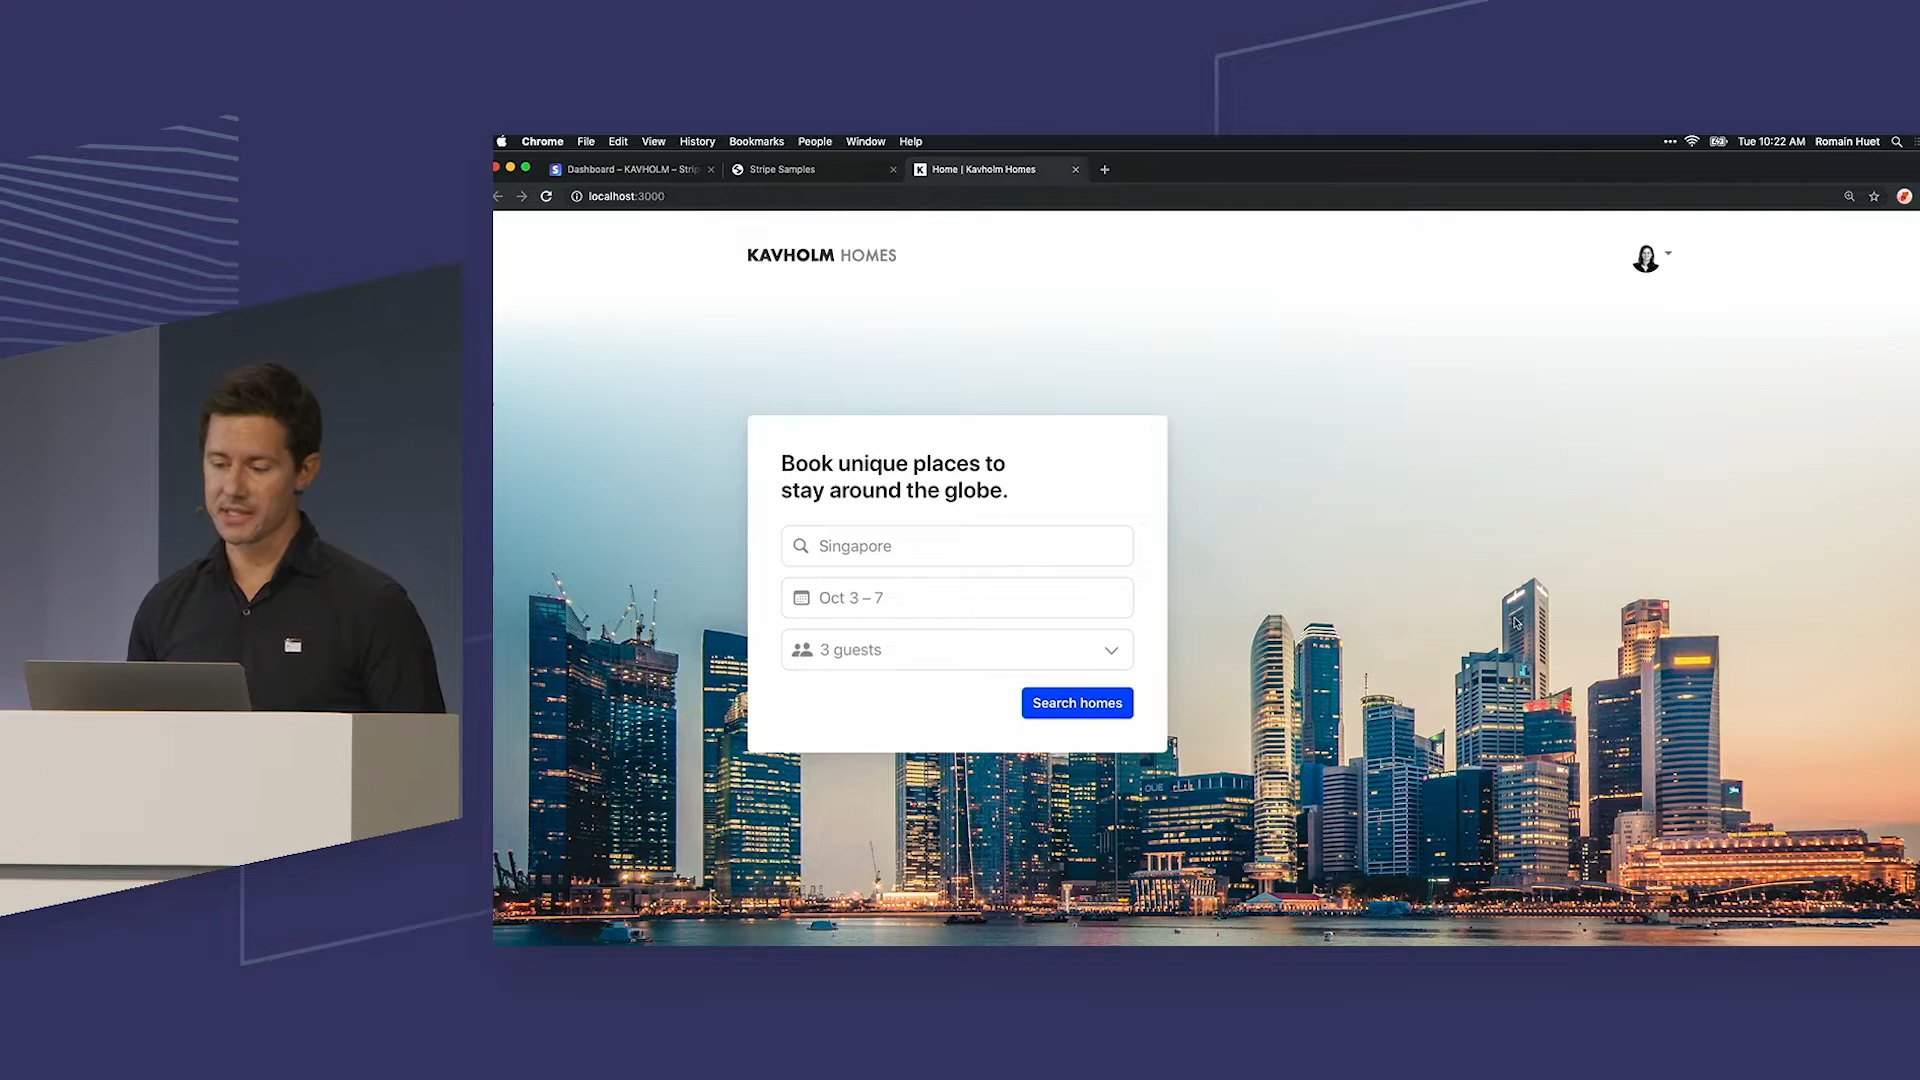 Chrome File Edit View History Bookmarks People Window Help
Tue 10:22 AM Romain Huet
Dashboard – KAVHOLM – Strip
Stripe Samples
Home | Kavholm Homes
localhost:3000
KAVHOLM HOMES
Book unique places to
stay around the globe.
Singapore
Oct 3 – 7
3 guests
Search homes